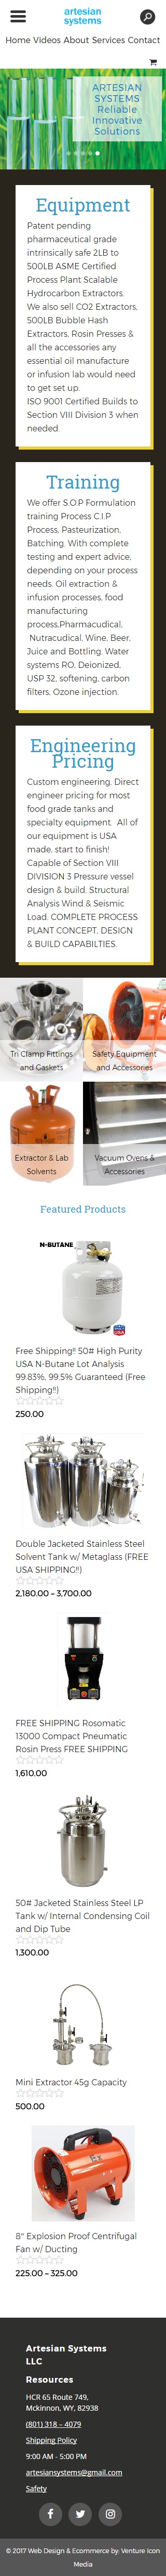 artesian
systems
Home Videos About Services Contact
ARTESIAN
SYSTEMS
Reliable
Innovative
Solutions
Equipment
Patent pending
pharmaceutical grade
intrinsically safe 2LB to
500LB ASME Certified
Process Plant Scalable
Hydrocarbon Extractors.
We also sell CO2 Extractors,
500LB Bubble Hash
Extractors, Rosin Presses &
all the accessories any
essential oil manufacture
or infusion lab would need
to get set up.
ISO 9001 Certified Builds to
Section VIII Division 3 when
needed.
Training
We offer S.O.P Formulation
training Process C.I.P
Process, Pasteurization,
Batching. With complete
testing and expert advice,
depending on your process
needs. Oil extraction &
infusion processes, food
manufacturing
process,Pharmacudical,
Nutracudical, Wine, Beer,
Juice and Bottling. Water
systems RO, Deionized,
USP 32, softening, carbon
filters, Ozone injection.
Engineering
Pricing
Custom engineering. Direct
engineer pricing for most
food grade tanks and
specialty equipment. All of
our equipment is USA
made, start to finish!
Capable of Section VIII
DIVISION 3 Pressure vessel
design & build. Structural
Analysis Wind & Seismic
Load. COMPLETE PROCESS
PLANT CONCEPT, DESIGN
& BUILD CAPABILTIES.
Tri Clamp Fittings
and Gaskets
Safety Equipment
and Accessories
Extractor & Lab
Solvents
Vacuum Ovens &
Accessories
Featured Products
N-BUTANE
USA
Free Shipping!! 50# High Purity
USA N-Butane Lot Analysis
99.83%, 99.5% Guaranteed (Free
Shipping!!)
250.00
Double Jacketed Stainless Steel
Solvent Tank w/ Metaglass (FREE
USA SHIPPING!!)
2,180.00 – 3,700.00
FREE SHIPPING Rosomatic
13000 Compact Pneumatic
Rosin Press FREE SHIPPING
1,610.00
50# Jacketed Stainless Steel LP
Tank w/ Internal Condensing Coil
and Dip Tube
1,300.00
Mini Extractor 45g Capacity
500.00
8" Explosion Proof Centrifugal
Fan w/ Ducting
225.00 – 325.00
Artesian Systems
LLC
Resources
HCR 65 Route 749,
Mckinnon, WY, 82938
(801) 318 – 4079
Shipping Policy
9:00 AM - 5:00 PM
artesiansystems@gmail.com
Safety
© 2017 Web Design & Ecommerce by: Venture Icon
Media